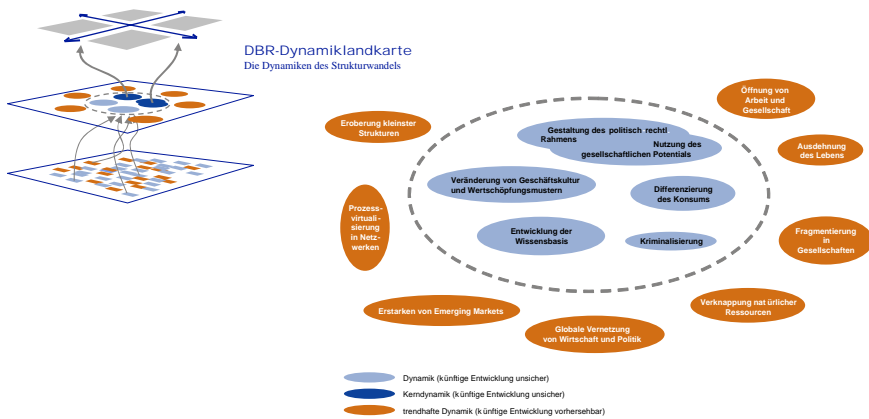 DBR-Dynamiklandkarte
Die Dynamiken des Strukturwandels
Öffnung von
Arbeit und
Gesellschaft
Eroberung kleinster
Strukturen
Gestaltung des politisch rechtl
Rahmens
Nutzung des
gesellschaftlichen Potentials
Ausdehnung
des Lebens
Veränderung von Geschäftskultur
und Wertschöpfungsmustern
Differenzierung
des Konsums
Prozess-
virtuali-
sierung
in Netz-
werken
Entwicklung der
Wissensbasis
Kriminalisierung
Fragmentierung
in
Gesellschaften
Verknappung nat ürlicher
Ressourcen
Erstarken von Emerging Markets
Globale Vernetzung
von Wirtschaft und Politik
Dynamik (künftige Entwicklung unsicher)
Kerndynamik (künftige Entwicklung unsicher)
trendhafte Dynamik (künftige Entwicklung vorhersehbar)